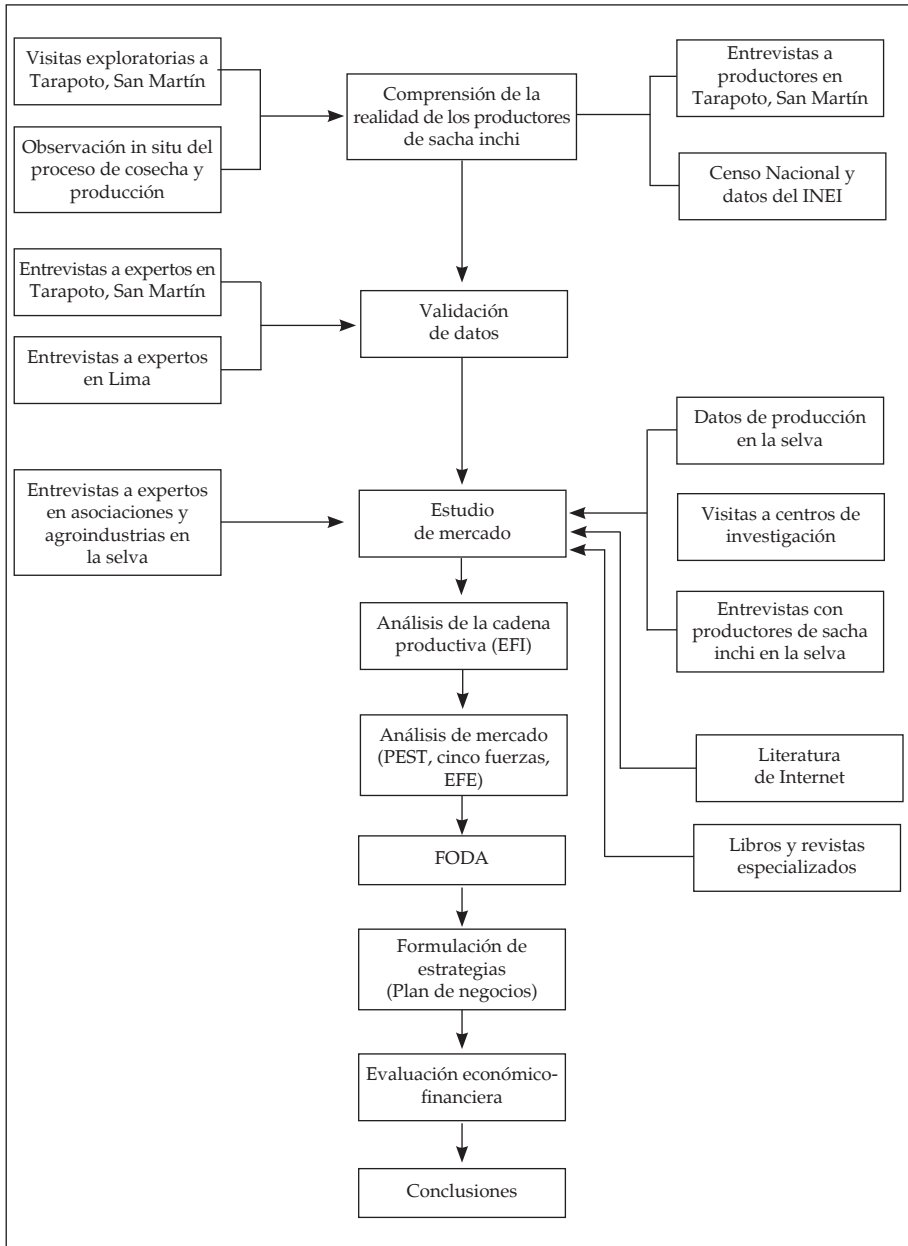 Visitas exploratorias a
Tarapoto, San Martín
Observación in situ del
proceso de cosecha y
producción
Comprensión de la
realidad de los productores
de sacha inchi
Entrevistas a
productores en
Tarapoto, San Martín
Censo Nacional y
datos del INEI
Entrevistas a expertos en
Tarapoto, San Martín
Entrevistas a expertos
en Lima
Validación
de datos
Entrevistas a expertos
en asociaciones y
agroindustrias en
la selva
Estudio
de mercado
Datos de producción
en la selva
Visitas a centros de
investigación
Entrevistas con
productores de sacha
inchi en la selva
Literatura
de Internet
Libros y revistas
especializados
Análisis de la cadena
productiva (EFI)
Análisis de mercado
(PEST, cinco fuerzas,
EFE)
FODA
Formulación de
estrategias
(Plan de negocios)
Evaluación económico-
financiera
Conclusiones